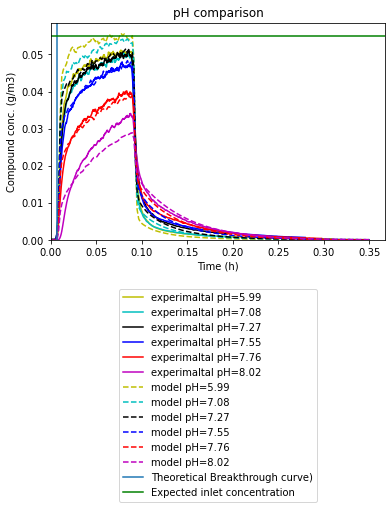 pH comparison
Compound conc. (g/m3)
0.05
0.04
0.03
0.02
0.01
0.00
0.00 0.05 0.10 0.15 0.20 0.25 0.30 0.35
Time (h)
experimaltal pH=5.99
experimaltal pH=7.08
experimaltal pH=7.27
experimaltal pH=7.55
experimaltal pH=7.76
experimaltal pH=8.02
model pH=5.99
model pH=7.08
model pH=7.27
model pH=7.55
model pH=7.76
model pH=8.02
Theoretical Breakthrough curve)
Expected inlet concentration